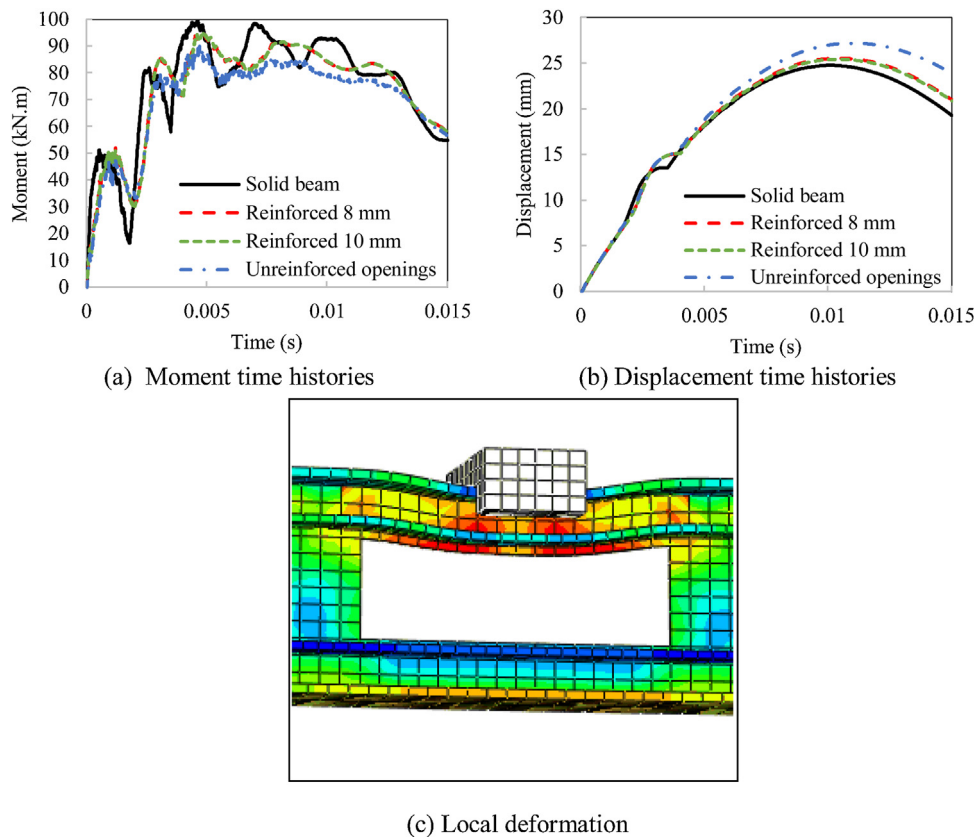 100
90
80
70
60
50
40
30
20
10
0
Moment (kN.m)
Solid beam
Reinforced 8 mm
Reinforced 10 mm
Unreinforced openings
0 0.005 0.01 0.015
Time (s)
(a) Moment time histories
30
25
20
15
10
5
0
Displacement (mm)
Solid beam
Reinforced 8 mm
Reinforced 10 mm
Unreinforced openings
0 0.005 0.01 0.015
Time (s)
(b) Displacement time histories
(c) Local deformation